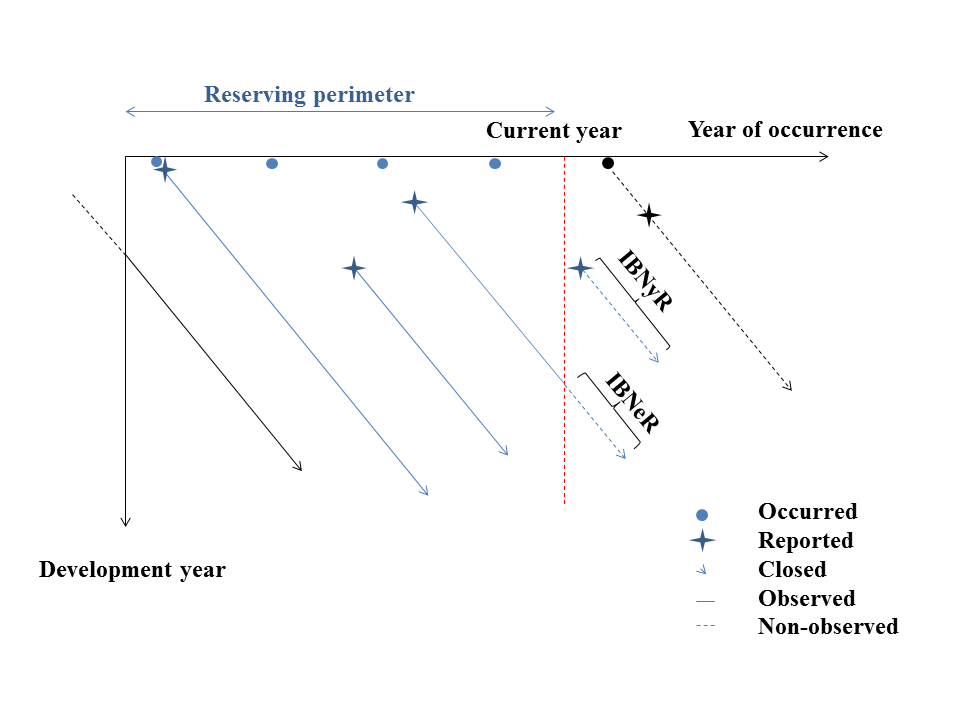 Reserving perimeter
Current year
Year of occurrence
IBNyR
IBNeR
Occurred
Reported
Closed
Observed
Non-observed
Development year